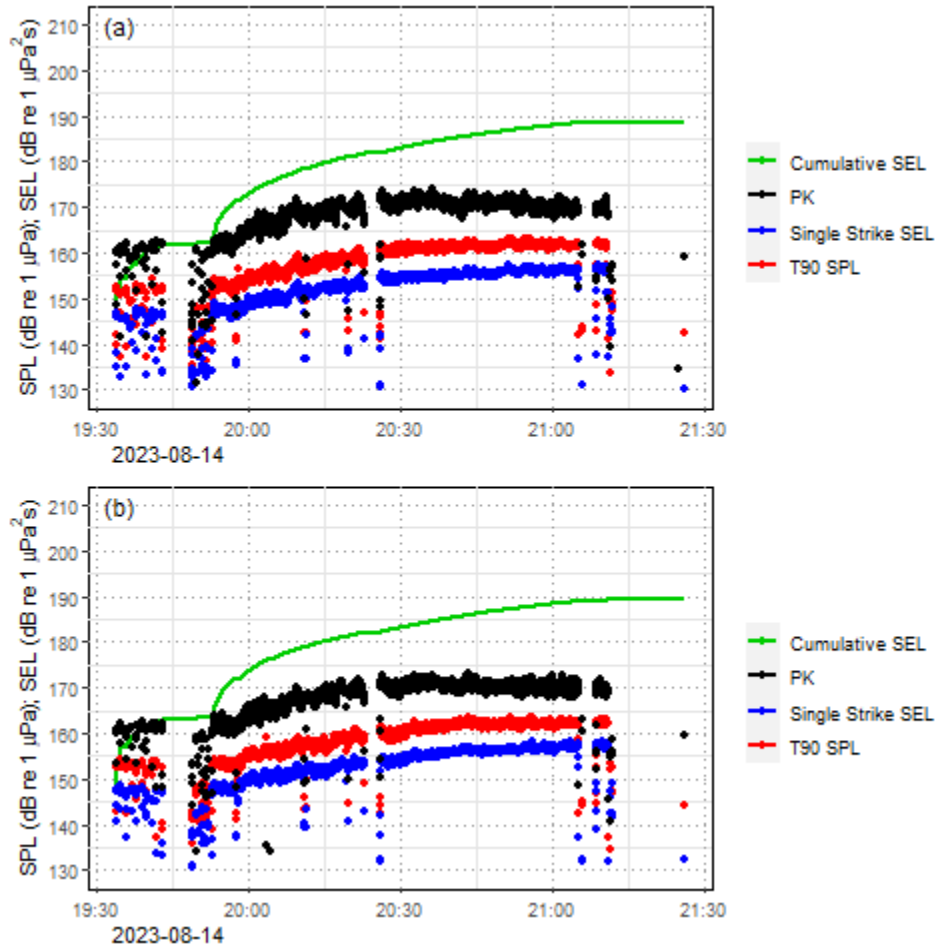 (a)
SPL (dB re 1 µPa); SEL (dB re 1 µPa²s)
210
200
190
180
170
160
150
140
130
19:30
20:00
20:30
21:00
21:30
2023-08-14
Cumulative SEL
PK
Single Strike SEL
T90 SPL
(b)
SPL (dB re 1 µPa); SEL (dB re 1 µPa²s)
210
200
190
180
170
160
150
140
130
19:30
20:00
20:30
21:00
21:30
2023-08-14
Cumulative SEL
PK
Single Strike SEL
T90 SPL